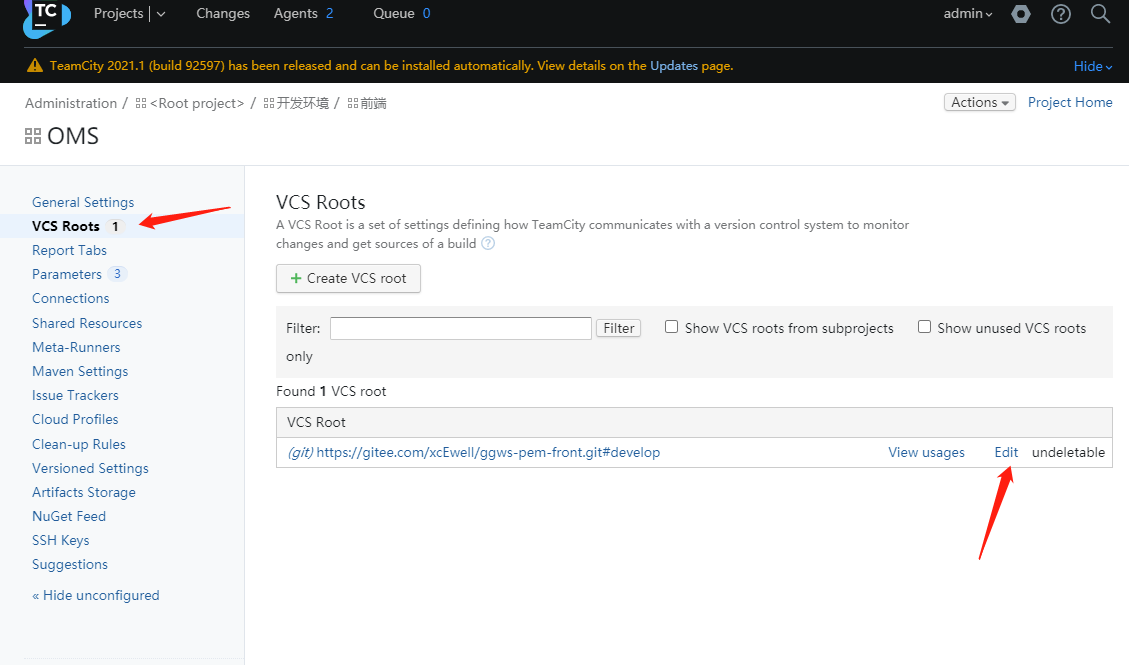 TC Projects Changes Agents 2 Queue 0 admin
TeamCity 2021.1 (build 92597) has been released and can be installed automatically. View details on the Updates page. Hide
Administration / <Root project> / 开发环境 / 前端 Actions Project Home
OMS
General Settings
VCS Roots 1
Report Tabs
Parameters 3
Connections
Shared Resources
Meta-Runners
Maven Settings
Issue Trackers
Cloud Profiles
Clean-up Rules
Versioned Settings
Artifacts Storage
NuGet Feed
SSH Keys
Suggestions
« Hide unconfigured
VCS Roots
A VCS Root is a set of settings defining how TeamCity communicates with a version control system to monitor
changes and get sources of a build ?
+ Create VCS root
Filter: Filter Show VCS roots from subprojects Show unused VCS roots
only
Found 1 VCS root
VCS Root
(git) https://gitee.com/xcEwell/ggws-pem-front.git#develop View usages Edit undeletable